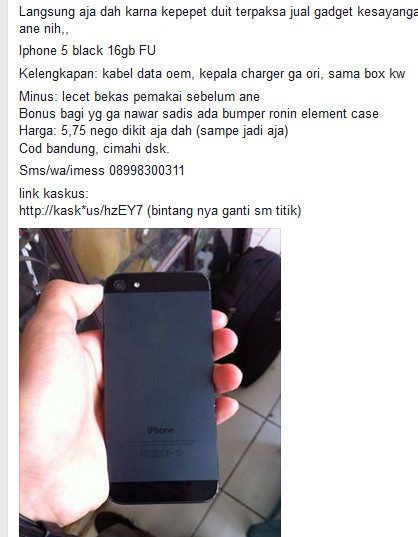 Langsung aja dah karna kepepet duit terpaksa jual gadget kesayanga
ane nih,,
Iphone 5 black 16gb FU
Kelengkapan: kabel data oem, kepala charger ga ori, sama box kw
Minus: lecet bekas pemakai sebelum ane
Bonus bagi yg ga nawar sadis ada bumper ronin element case
Harga: 5,75 nego dikit aja dah (sampe jadi aja)
Cod bandung, cimahi dsk.
Sms/wa/imess 08998300311
link kaskus:
http://kask*us/hzEY7 (bintang nya ganti sm titik)
iPhone